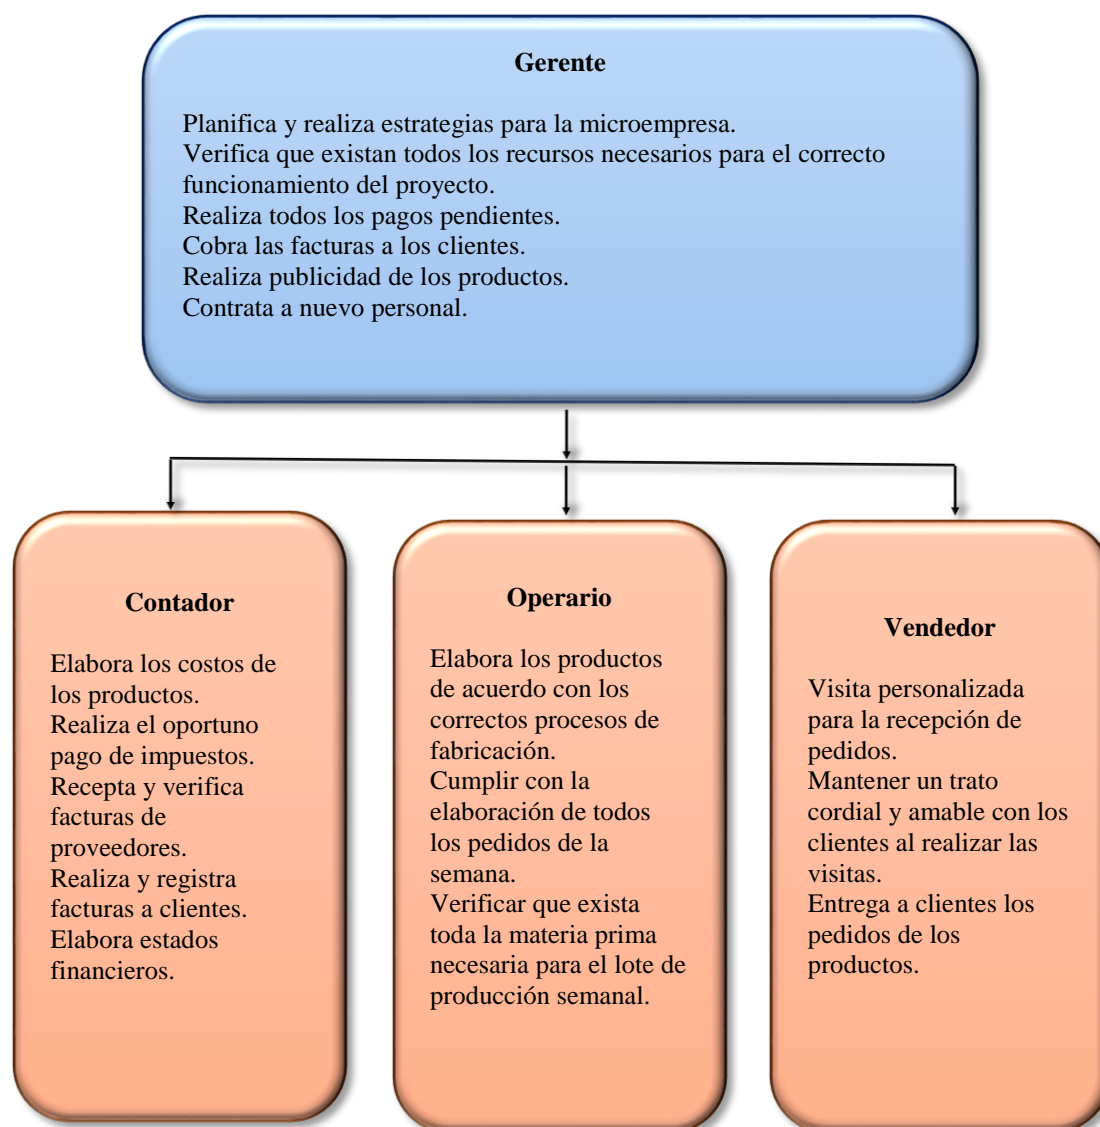 Gerente
Planifica y realiza estrategias para la microempresa.
Verifica que existan todos los recursos necesarios para el correcto
funcionamiento del proyecto.
Realiza todos los pagos pendientes.
Cobra las facturas a los clientes.
Realiza publicidad de los productos.
Contrata a nuevo personal.
Contador
Elabora los costos de
los productos.
Realiza el oportuno
pago de impuestos.
Recepta y verifica
facturas de
proveedores.
Realiza y registra
facturas a clientes.
Elabora estados
financieros.
Operario
Elabora los productos
de acuerdo con los
correctos procesos de
fabricación.
Cumplir con la
elaboración de todos
los pedidos de la
semana.
Verificar que exista
toda la materia prima
necesaria para el lote de
producción semanal.
Vendedor
Visita personalizada
para la recepción de
pedidos.
Mantener un trato
cordial y amable con los
clientes al realizar las
visitas.
Entrega a clientes los
pedidos de los
productos.